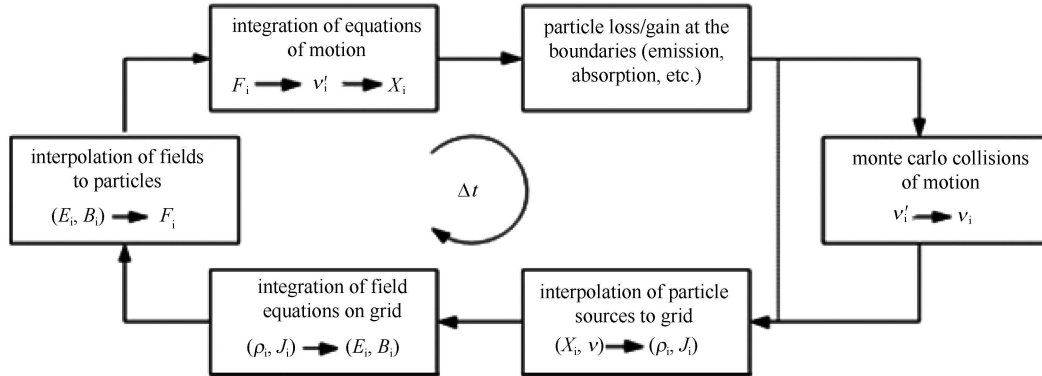 integration of equations
of motion
F_i → v'_i → X_i
particle loss/gain at the
boundaries (emission,
absorption, etc.)
interpolation of fields
to particles
(E_i, B_i) → F_i
Δt
monte carlo collisions
of motion
v'_i → v_i
integration of field
equations on grid
(ρ_i, J_i) → (E_i, B_i)
interpolation of particle
sources to grid
(X_i, v) → (ρ_i, J_i)